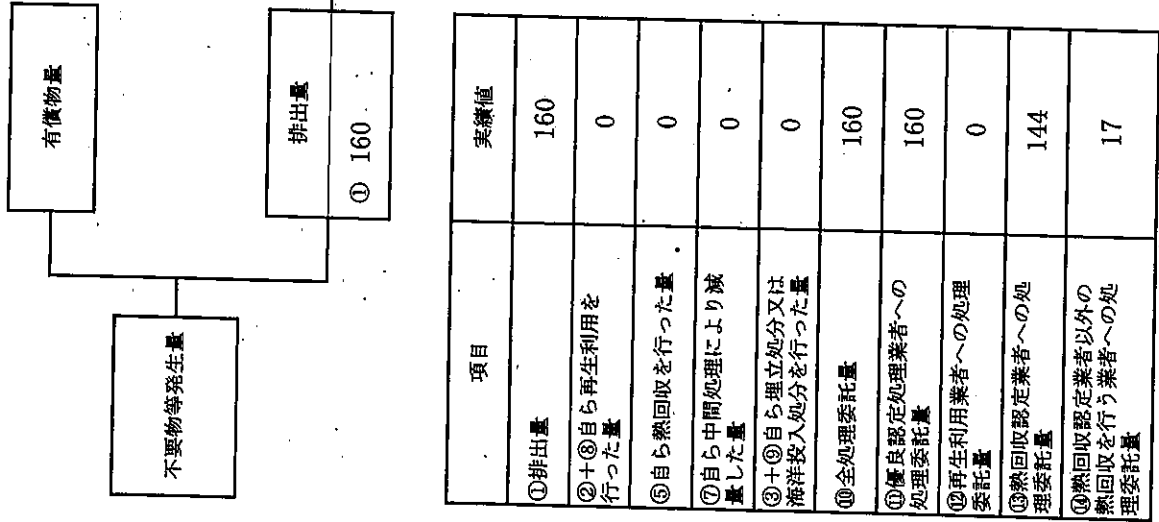 有償物量
不要物等発生量
排出量
① 160
項目
実績値
①排出量
160
②+⑧自ら再生利用を
行った量
0
⑤自ら熱回収を行った量
0
⑦自ら中間処理により減
量した量
0
③+⑨自ら埋立処分又は
海洋投入処分を行った量
0
⑩全処理委託量
160
⑪優良認定処理業者への
処理委託量
160
⑫再生利用業者への処理
委託量
0
⑬熱回収認定業者への処
理委託量
144
⑭熱回収認定業者以外の
熱回収を行う業者への処
理委託量
17